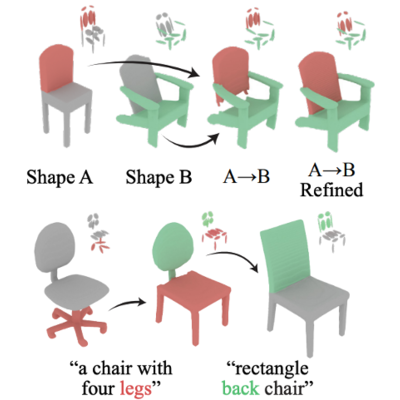 Shape A
Shape B
A→B
A→B
Refined
“a chair with
four legs”
“rectangle
back chair”